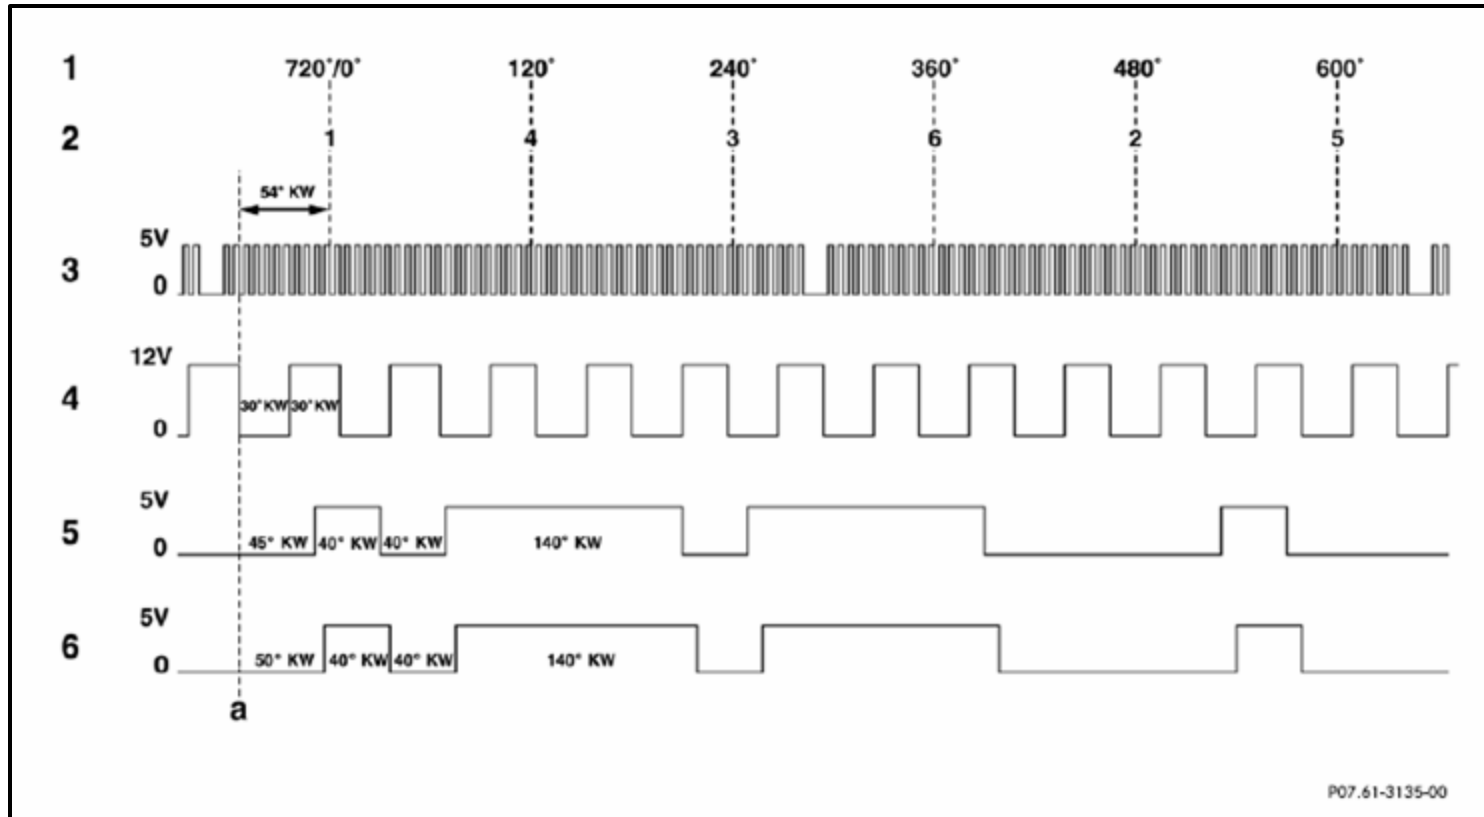 1 720°/0° 120° 240° 360° 480° 600°
2 1 4 3 6 2 5
54° KW
5V
3
0
12V
4
30°KW 30°KW
0
5V
5
45° KW 40° KW 40° KW 140° KW
0
5V
6
50° KW 40° KW 40° KW 140° KW
0
a
P07.61-3135-00